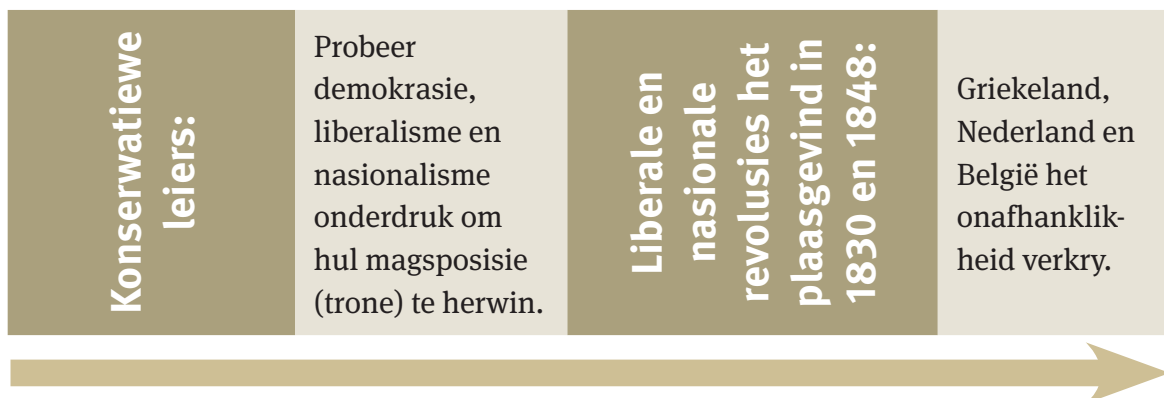 Konserwatiewe
leiers:
Probeer
demokrasie,
liberalisme en
nasionalisme
onderdruk om
hul magsposisie
(trone) te herwin.
Liberale en
nasionale
revolusies het
plaasgevind in
1830 en 1848:
Griekeland,
Nederland en
België het
onafhanklik-
heid verkry.